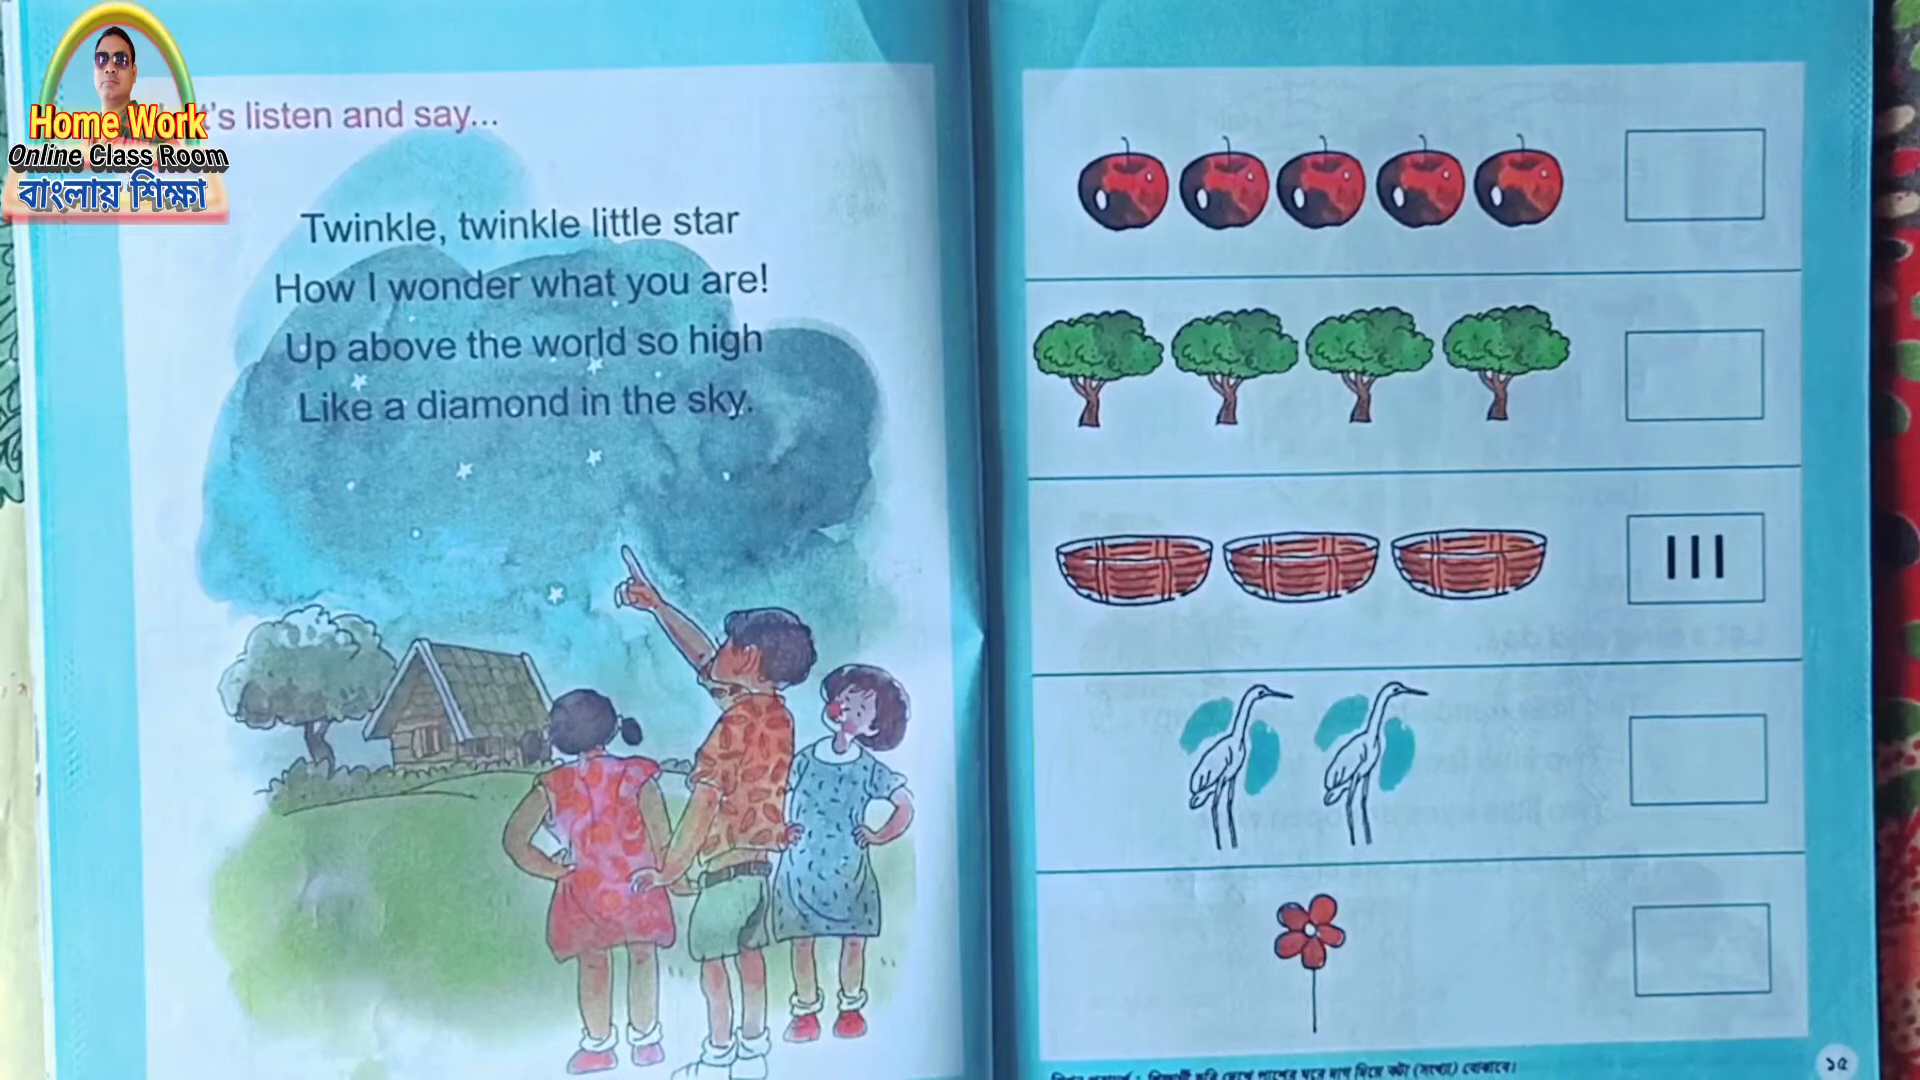 Home Work
Online Class Room
বাংলায় শিক্ষা
's listen and say...
Twinkle, twinkle little star
How I wonder what you are!
Up above the world so high
Like a diamond in the sky.
১৫